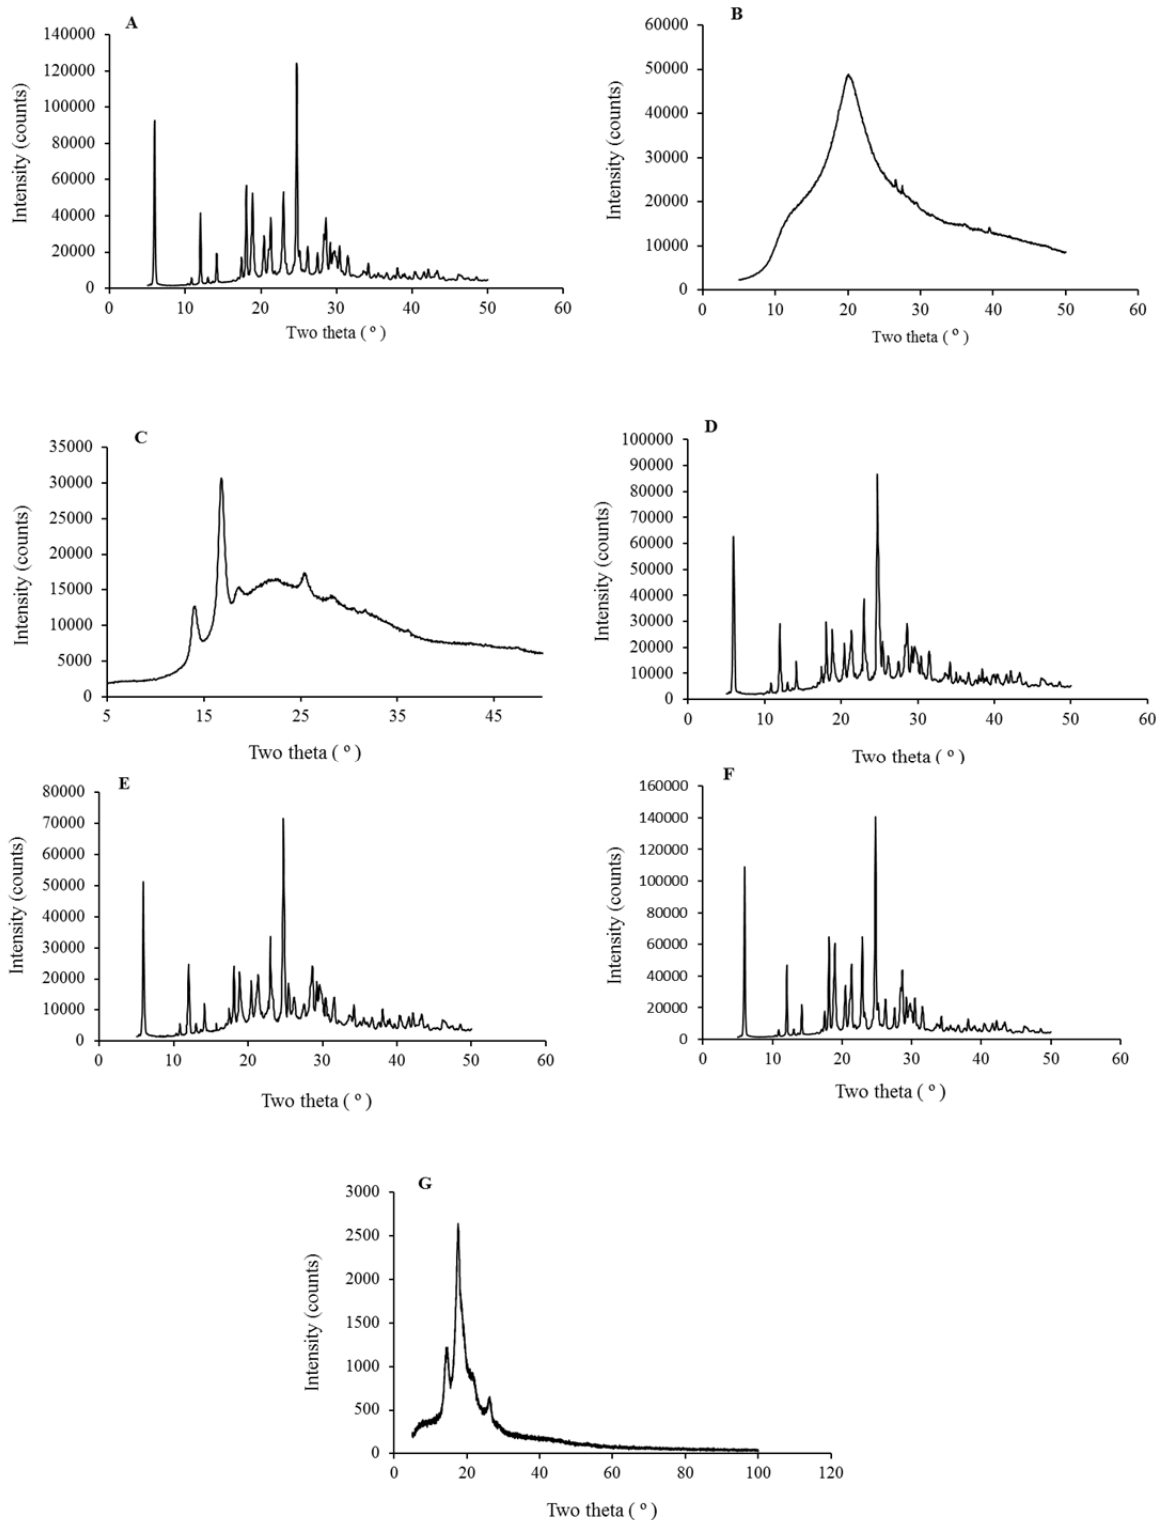 A
140000
120000
100000
80000
60000
40000
20000
0
0 10 20 30 40 50 60
Intensity (counts)
Two theta ( º )
B
60000
50000
40000
30000
20000
10000
0
0 10 20 30 40 50 60
Intensity (counts)
Two theta ( º )
C
35000
30000
25000
20000
15000
10000
5000
0
5 15 25 35 45
Intensity (counts)
Two theta ( º )
D
100000
90000
80000
70000
60000
50000
40000
30000
20000
10000
0
0 10 20 30 40 50 60
Intensity (counts)
Two theta ( º )
E
80000
70000
60000
50000
40000
30000
20000
10000
0
0 10 20 30 40 50 60
Intensity (counts)
Two theta ( º )
F
160000
140000
120000
100000
80000
60000
40000
20000
0
0 10 20 30 40 50 60
Intensity (counts)
Two theta ( º )
G
3000
2500
2000
1500
1000
500
0
0 20 40 60 80 100 120
Intensity (counts)
Two theta ( º )